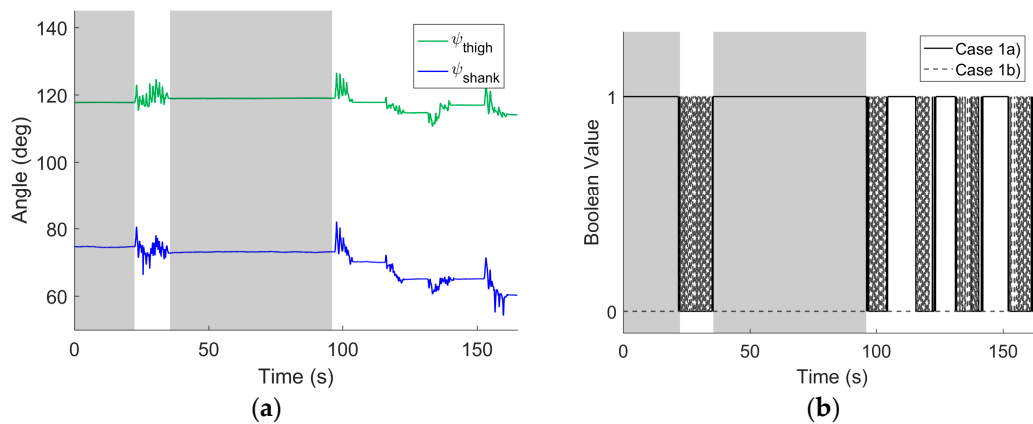 140
120
100
80
60
Angle (deg)
0
50
100
150
Time (s)
ψthigh
ψshank
(a)
1
0
Boolean Value
0
50
100
150
Time (s)
Case 1a)
Case 1b)
(b)